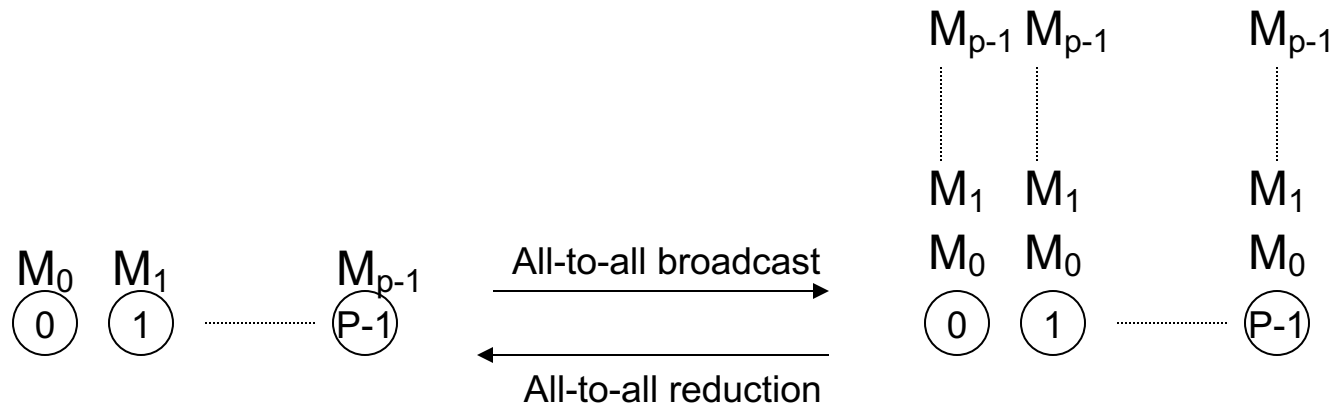 M₀ M₁ Mₚ₋₁
0 1 P-1
All-to-all broadcast
All-to-all reduction
Mₚ₋₁ Mₚ₋₁ Mₚ₋₁
M₁ M₁ M₁
M₀ M₀ M₀
0 1 P-1